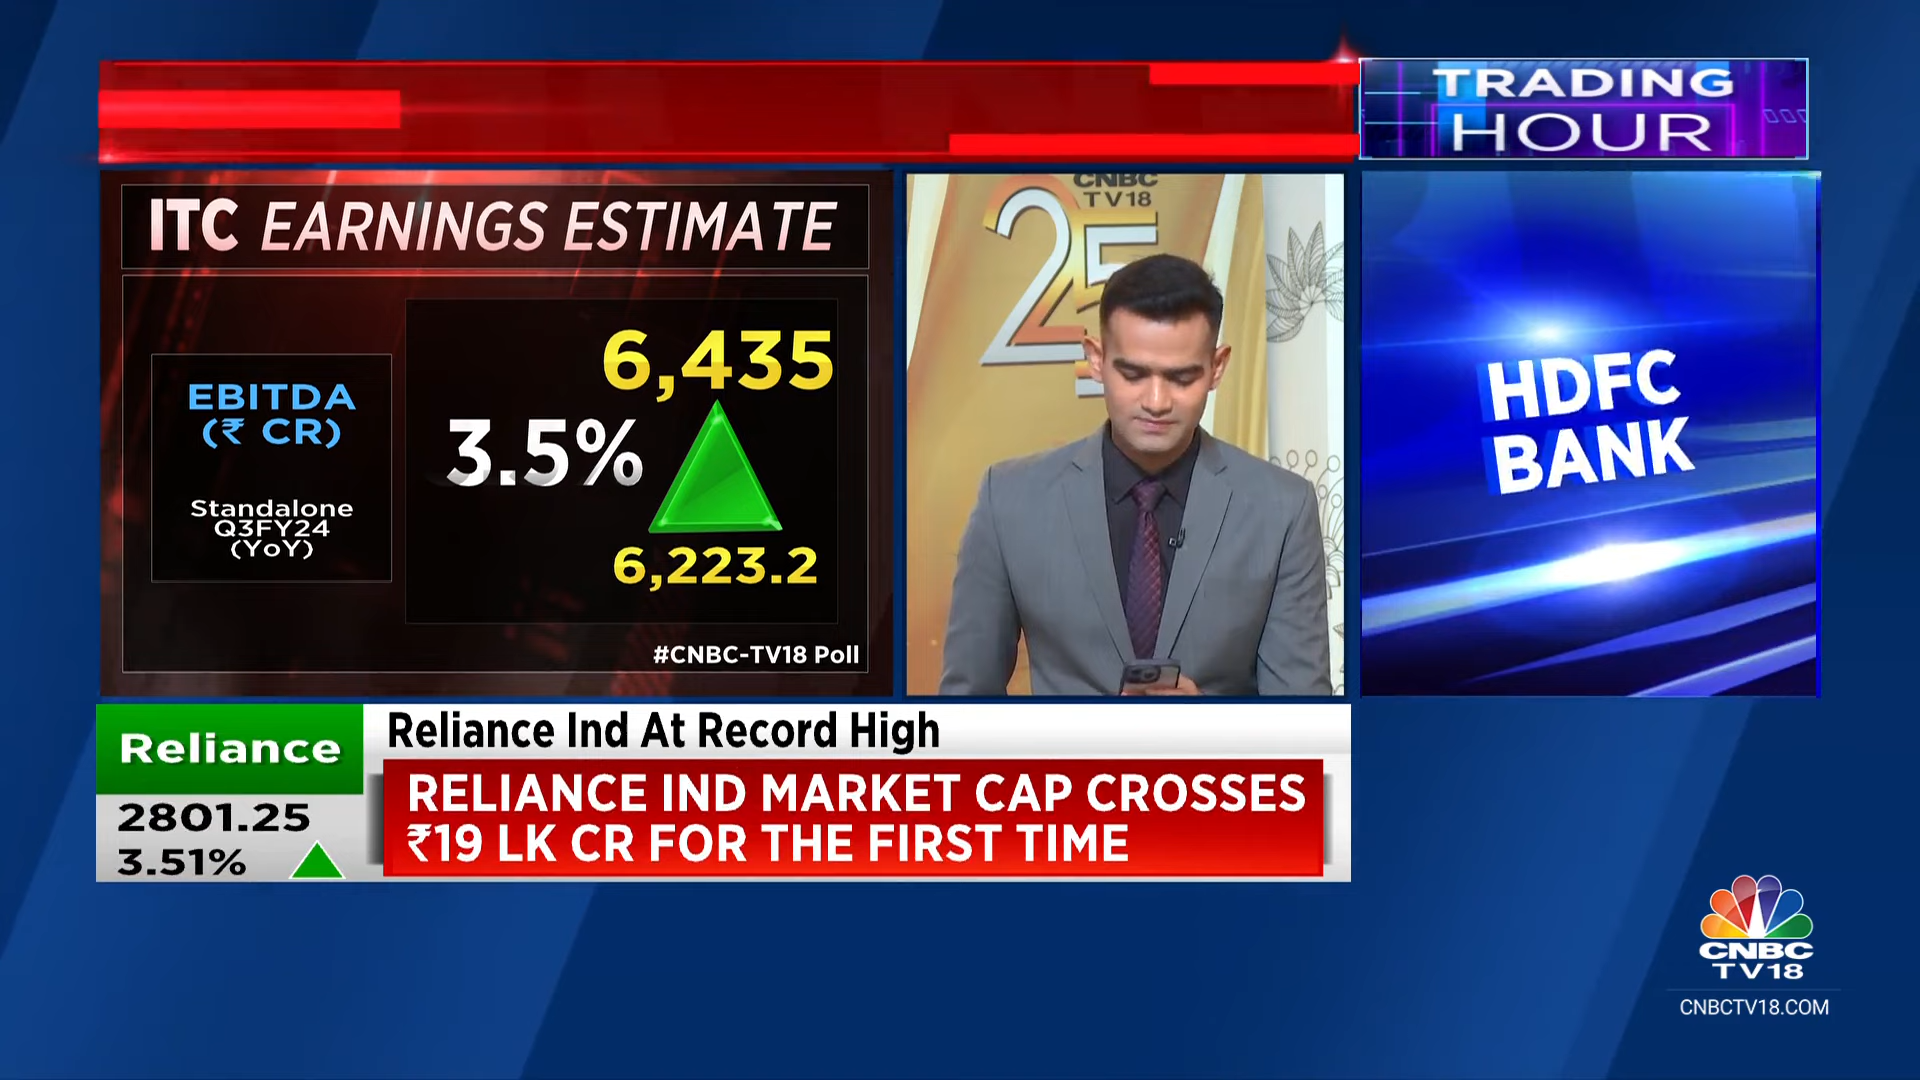 TRADING
HOUR
ITC EARNINGS ESTIMATE
EBITDA
(₹ CR)
Standalone
Q3FY24
(YoY)
6,435
3.5%
6,223.2
#CNBC-TV18 Poll
CNBC
TV18
25
HDFC
BANK
Reliance
2801.25
3.51%
Reliance Ind At Record High
RELIANCE IND MARKET CAP CROSSES
₹19 LK CR FOR THE FIRST TIME
CNBC
TV18
CNBCTV18.COM